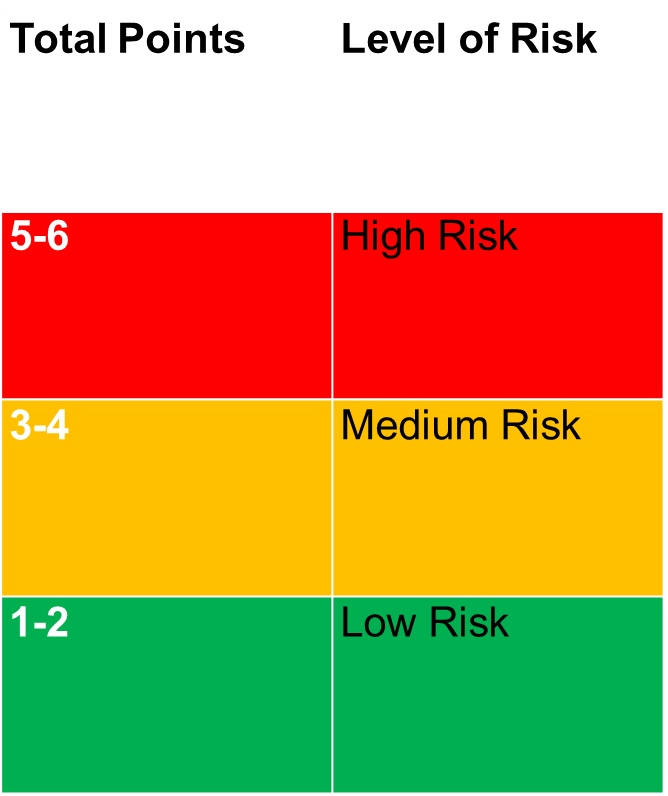 Total Points Level of Risk
5-6 High Risk
3-4 Medium Risk
1-2 Low Risk